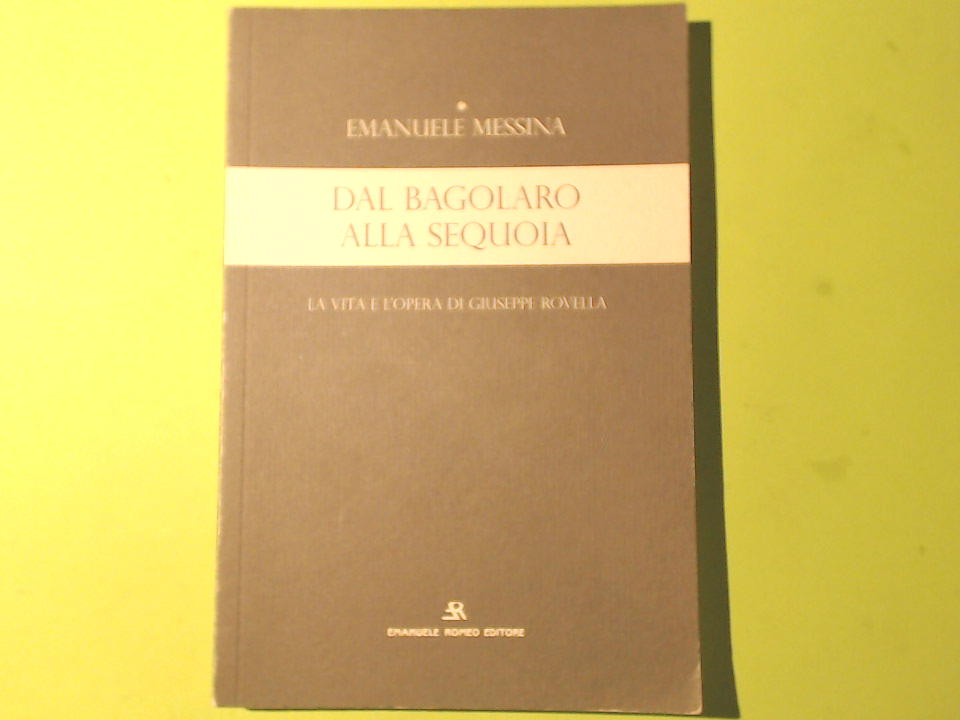 EMANUELE MESSINA
DAL BAGOLARO
ALLA SEQUOIA
LA VITA E L'OPERA DI GIUSEPPE ROVELLA
ER
EMANUELE ROMEO EDITORE